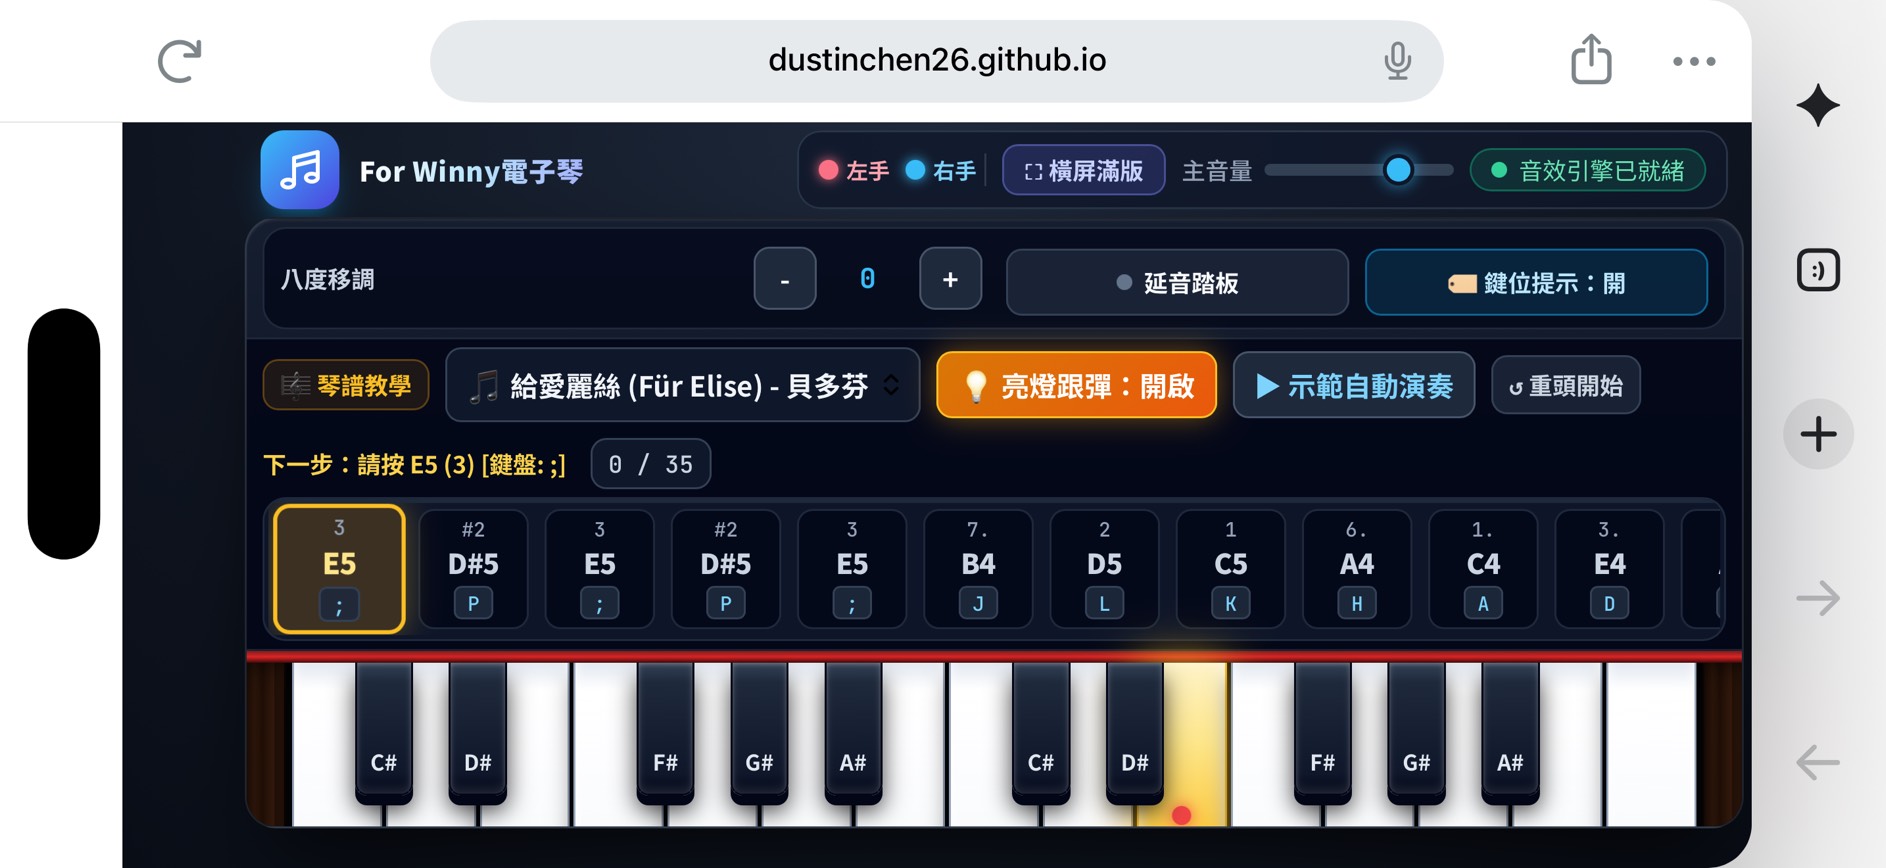 dustinchen26.github.io
For Winny電子琴
左手 右手 橫屏滿版 主音量 音效引擎已就緒
八度移調 - 0 + 延音踏板 鍵位提示：開
琴譜教學 給愛麗絲 (Für Elise) - 貝多芬 亮燈跟彈：開啟 ▶ 示範自動演奏 ↺ 重頭開始
下一步：請按 E5 (3) [鍵盤: ;] 0 / 35
3 #2 3 #2 3 7. 2 1 6. 1. 3.
E5 D#5 E5 D#5 E5 B4 D5 C5 A4 C4 E4
; P ; P ; J L K H A D
C# D# F# G# A# C# D# F# G# A#